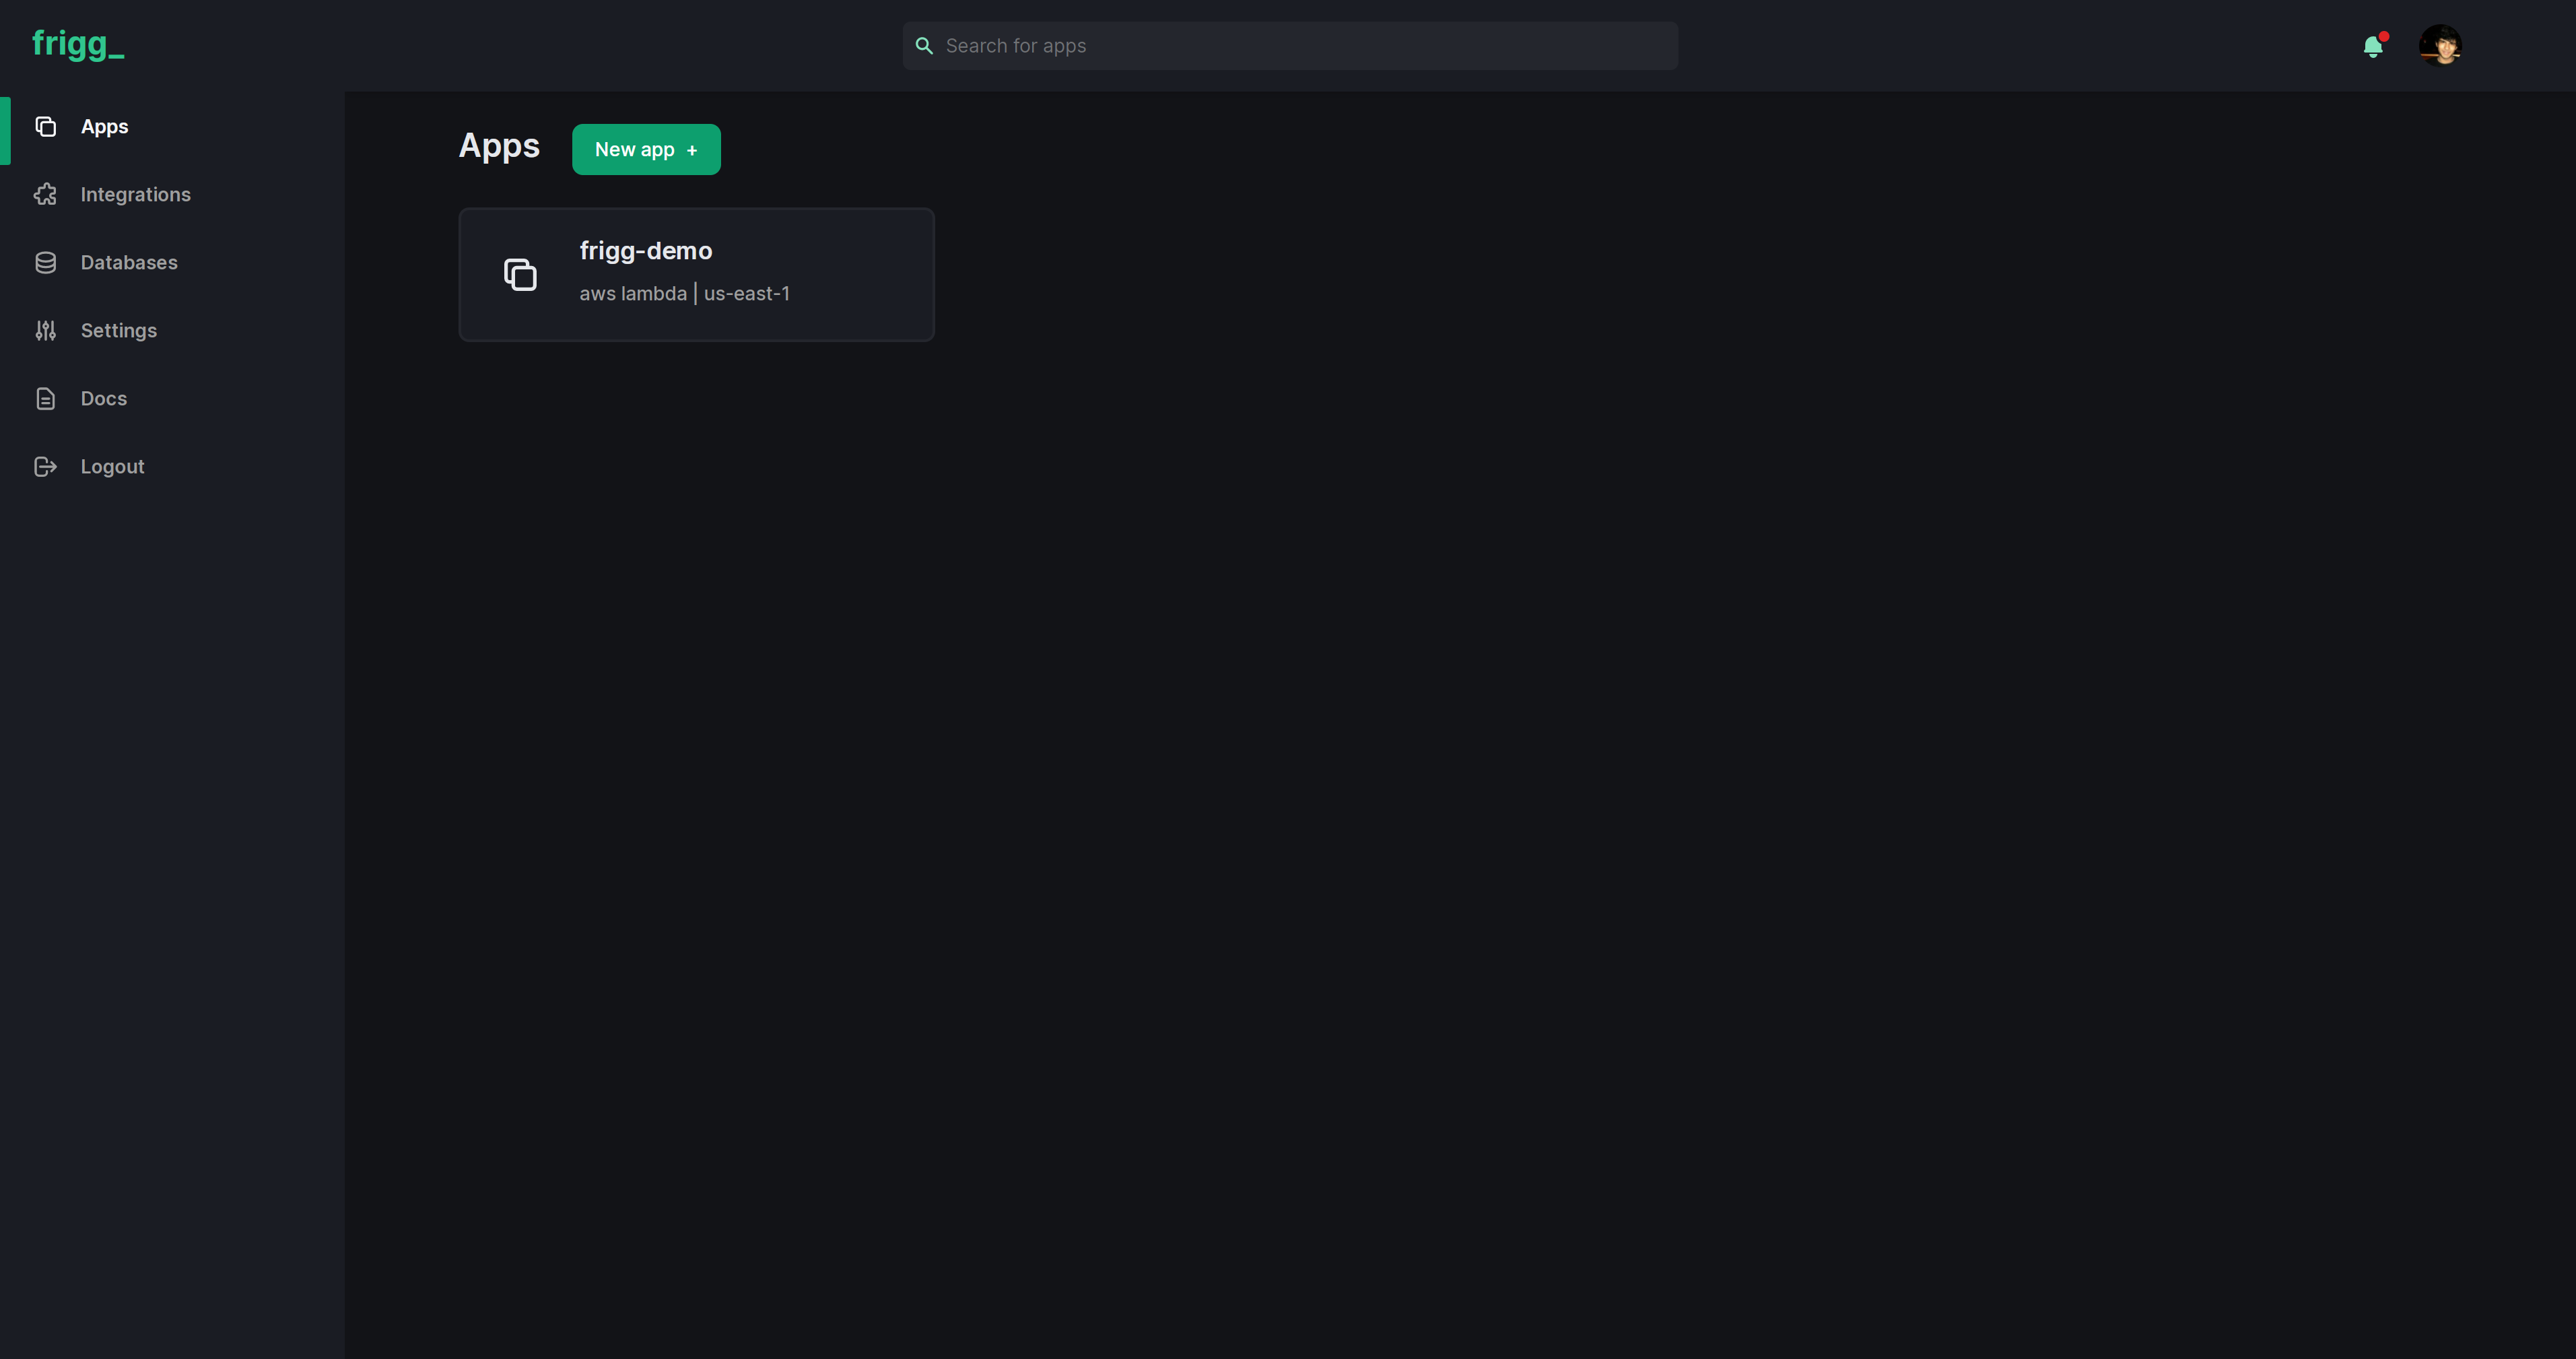 frigg_
Search for apps
Apps
Integrations
Databases
Settings
Docs
Logout
Apps
New app +
frigg-demo
aws lambda | us-east-1